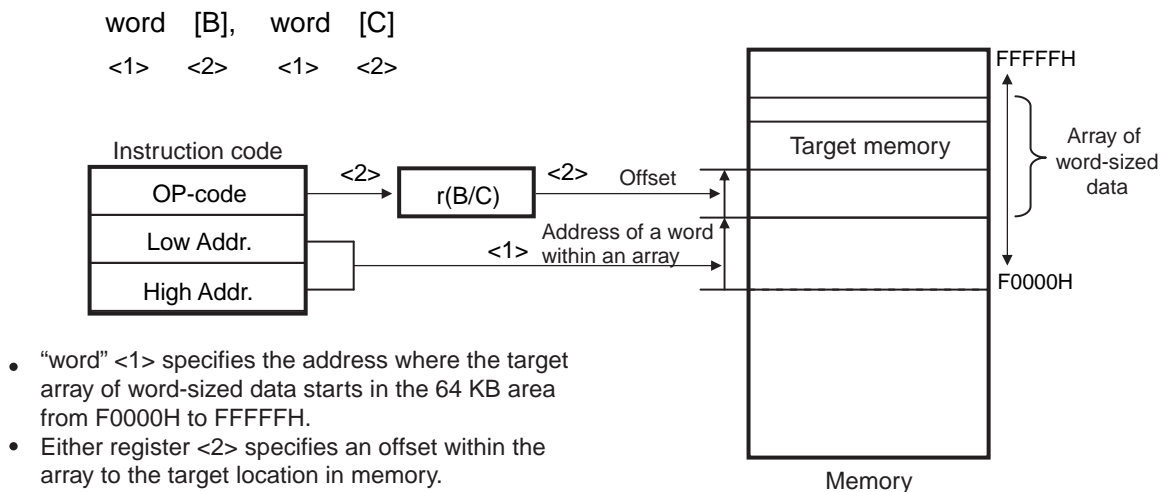 word [B], word [C]
<1> <2> <1> <2>
Instruction code
OP-code
Low Addr.
High Addr.
<2>
r(B/C)
<2>
Offset
<1>
Address of a word
within an array
Target memory
FFFFFH
Array of
word-sized
data
F0000H
Memory
• “word” <1> specifies the address where the target
array of word-sized data starts in the 64 KB area
from F0000H to FFFFFH.
• Either register <2> specifies an offset within the
array to the target location in memory.